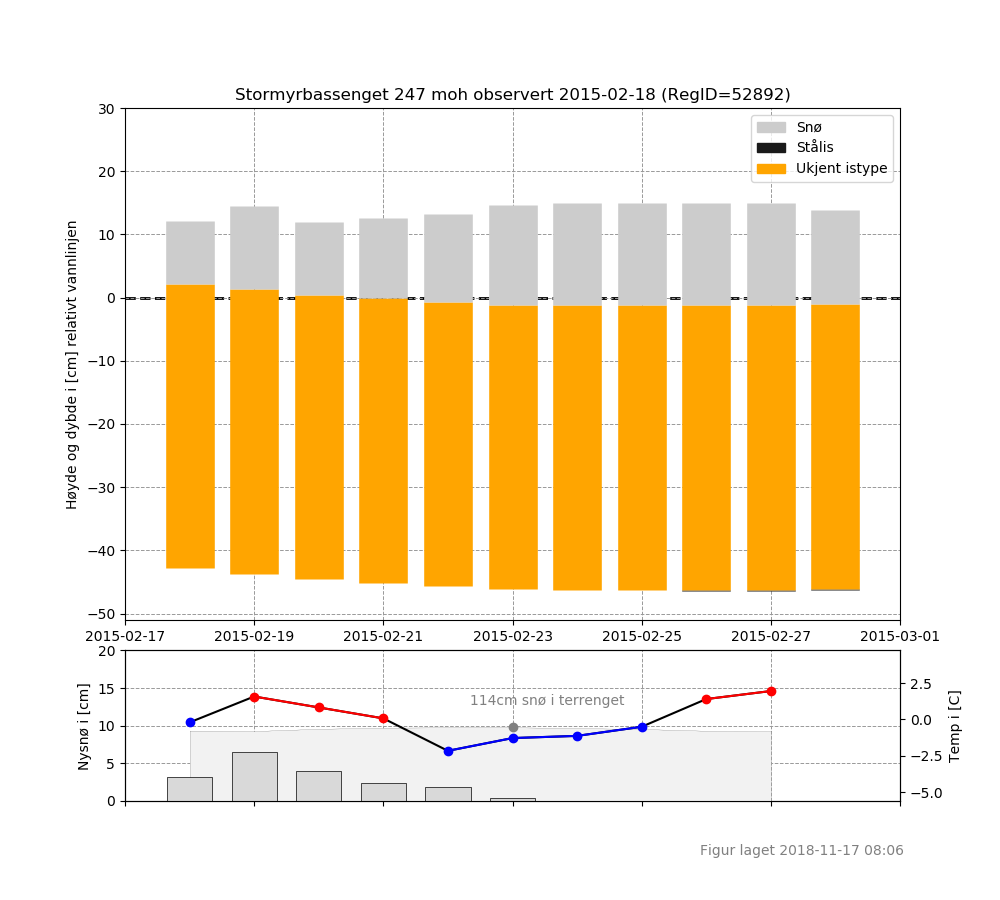 Stormyrbassenget 247 moh observert 2015-02-18 (RegID=52892)
Høyde og dybde i [cm] relativt vannlinjen
30
20
10
0
−10
−20
−30
−40
−50
Snø
Stålis
Ukjent istype
2015-02-17 2015-02-19 2015-02-21 2015-02-23 2015-02-25 2015-02-27 2015-03-01
Nysnø i [cm]
20
15
10
5
0
114cm snø i terrenget
2.5
0.0
−2.5
−5.0
Temp i [C]
Figur laget 2018-11-17 08:06